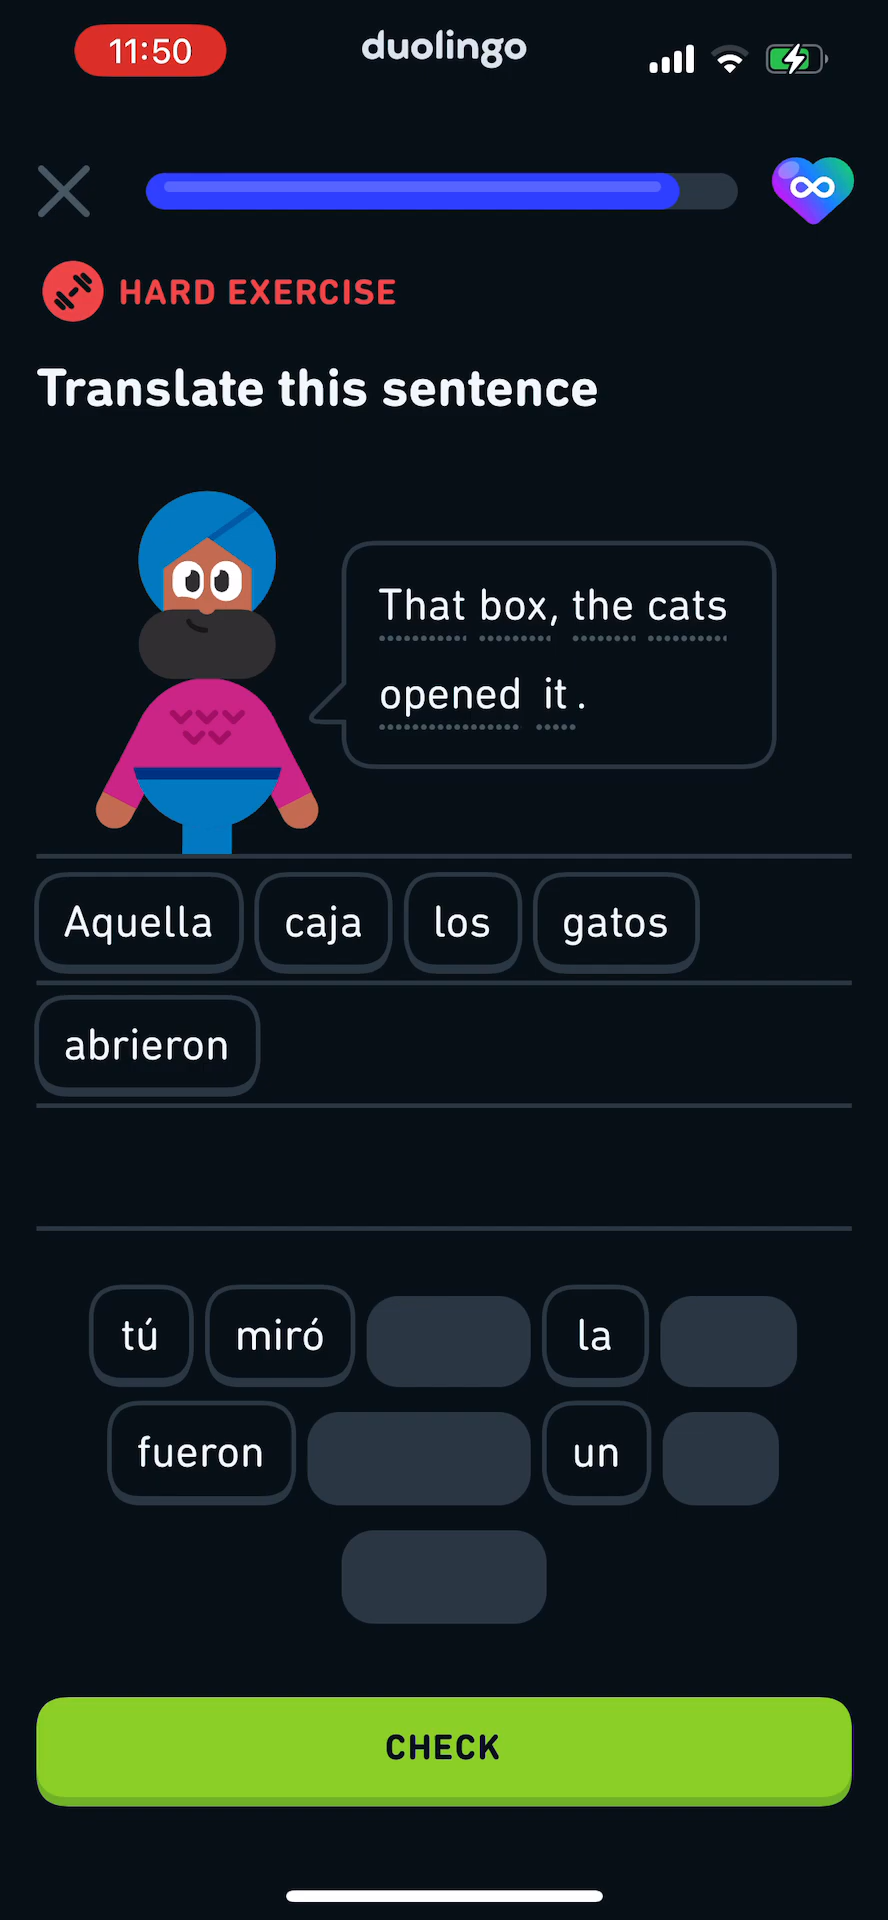 11:50 duolingo
HARD EXERCISE
Translate this sentence
That box, the cats
opened it.
Aquella caja los gatos
abrieron
tú miró la
fueron un
CHECK